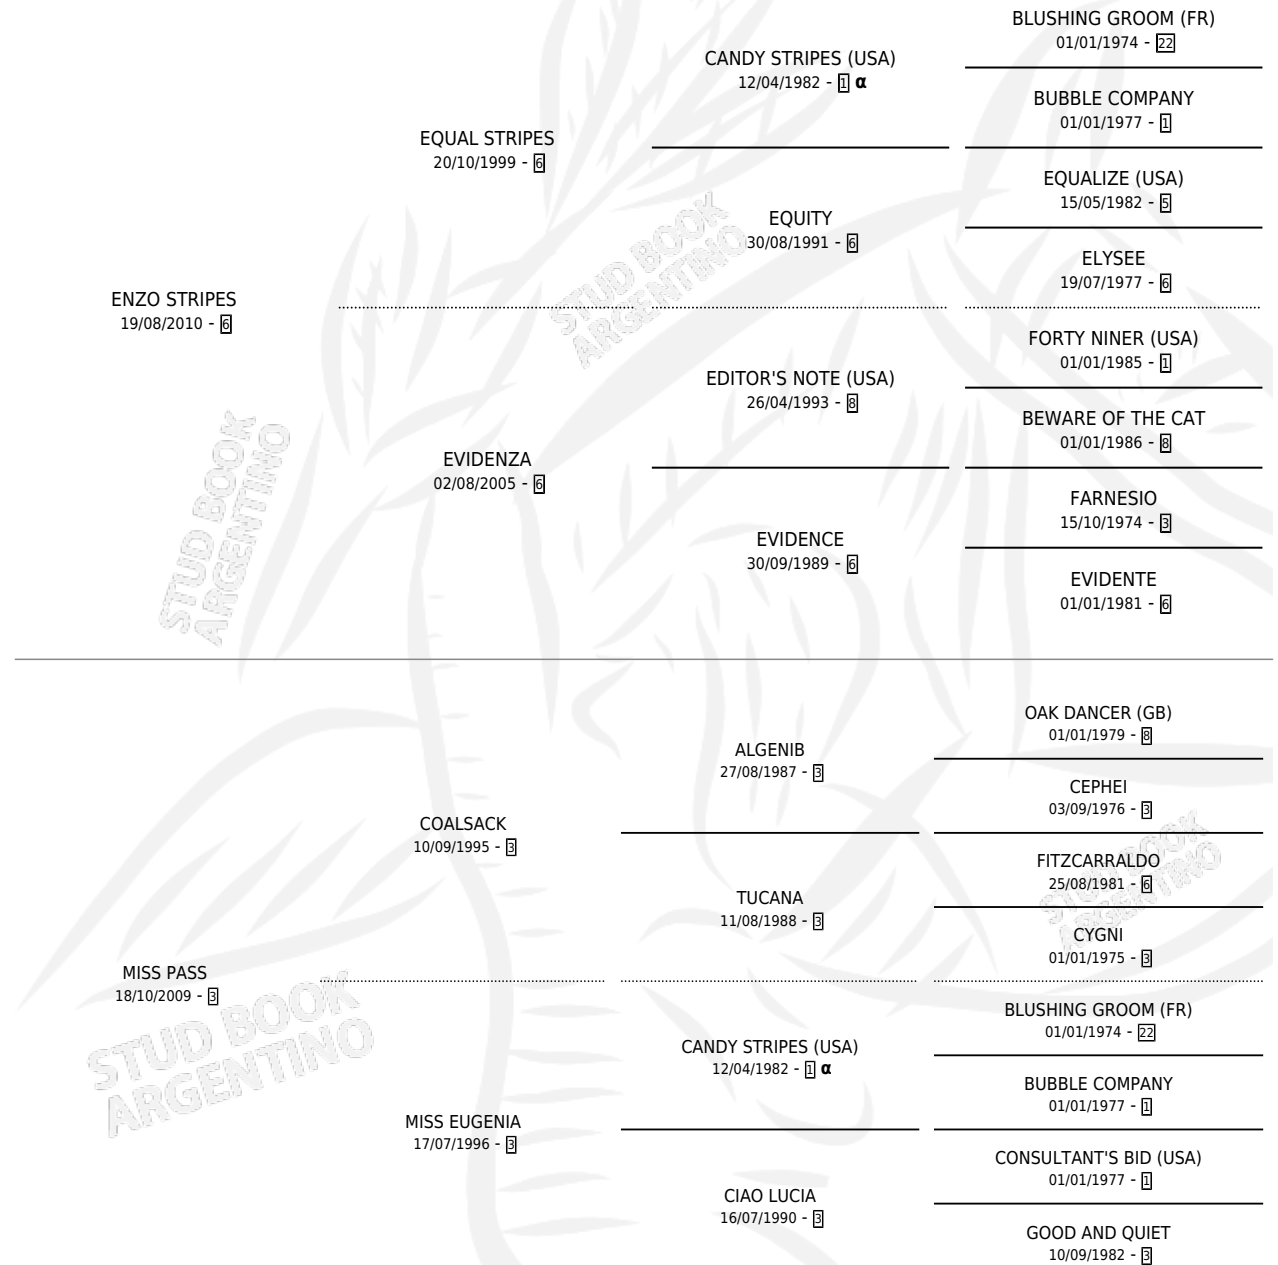 BLUSHING GROOM (FR)
01/01/1974 - 22
CANDY STRIPES (USA)
12/04/1982 - 1 α
BUBBLE COMPANY
01/01/1977 - 1
EQUAL STRIPES
20/10/1999 - 6
EQUALIZE (USA)
15/05/1982 - 5
EQUITY
30/08/1991 - 6
ELYSEE
19/07/1977 - 6
ENZO STRIPES
19/08/2010 - 6
FORTY NINER (USA)
01/01/1985 - 1
EDITOR'S NOTE (USA)
26/04/1993 - 8
BEWARE OF THE CAT
01/01/1986 - 8
EVIDENZA
02/08/2005 - 6
FARNESIO
15/10/1974 - 3
EVIDENCE
30/09/1989 - 6
EVIDENTE
01/01/1981 - 6
OAK DANCER (GB)
01/01/1979 - 8
ALGENIB
27/08/1987 - 3
CEPHEI
03/09/1976 - 3
COALSACK
10/09/1995 - 3
FITZCARRALDO
25/08/1981 - 6
TUCANA
11/08/1988 - 3
CYGNI
01/01/1975 - 3
MISS PASS
18/10/2009 - 3
BLUSHING GROOM (FR)
01/01/1974 - 22
CANDY STRIPES (USA)
12/04/1982 - 1 α
BUBBLE COMPANY
01/01/1977 - 1
MISS EUGENIA
17/07/1996 - 3
CONSULTANT'S BID (USA)
01/01/1977 - 1
CIAO LUCIA
16/07/1990 - 3
GOOD AND QUIET
10/09/1982 - 3
STUD BOOK
ARGENTINO
STUD BOOK
ARGENTINO
STUD BOOK
ARGENTINO
STUD BOOK
ARGENTINO